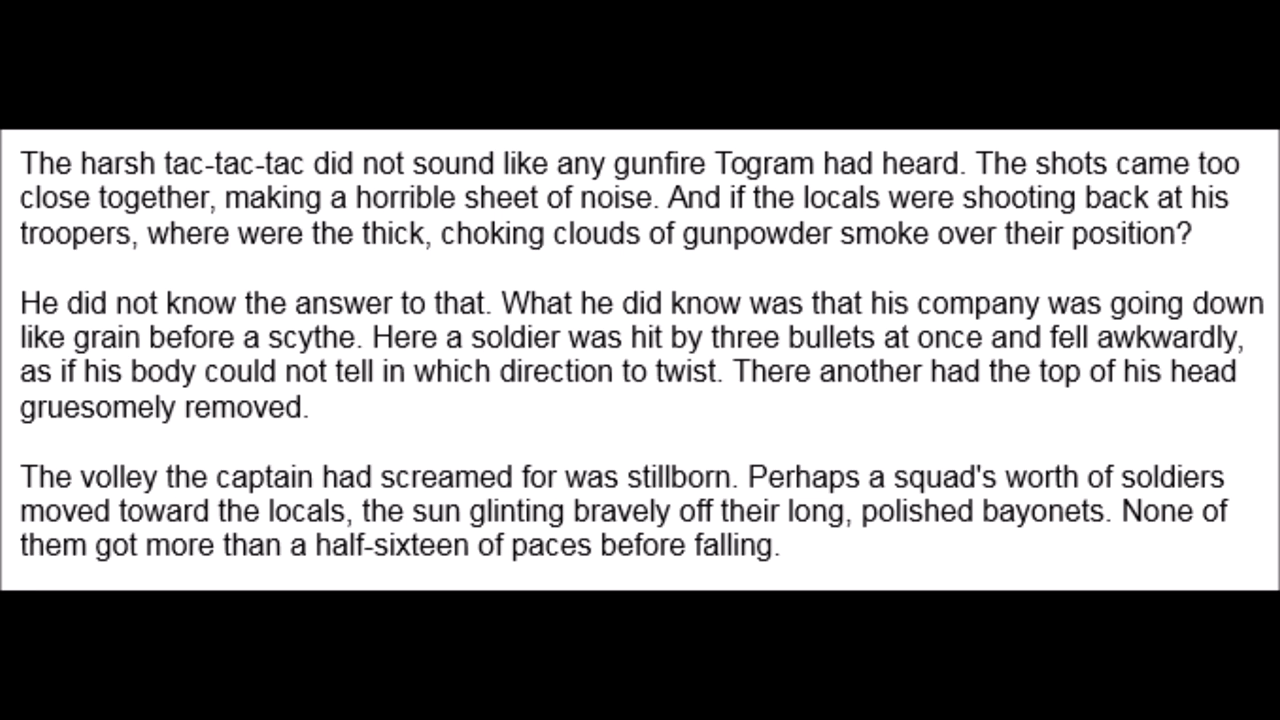 The harsh tac-tac-tac did not sound like any gunfire Togram had heard. The shots came too
close together, making a horrible sheet of noise. And if the locals were shooting back at his
troopers, where were the thick, choking clouds of gunpowder smoke over their position?
He did not know the answer to that. What he did know was that his company was going down
like grain before a scythe. Here a soldier was hit by three bullets at once and fell awkwardly,
as if his body could not tell in which direction to twist. There another had the top of his head
gruesomely removed.
The volley the captain had screamed for was stillborn. Perhaps a squad's worth of soldiers
moved toward the locals, the sun glinting bravely off their long, polished bayonets. None of
them got more than a half-sixteen of paces before falling.